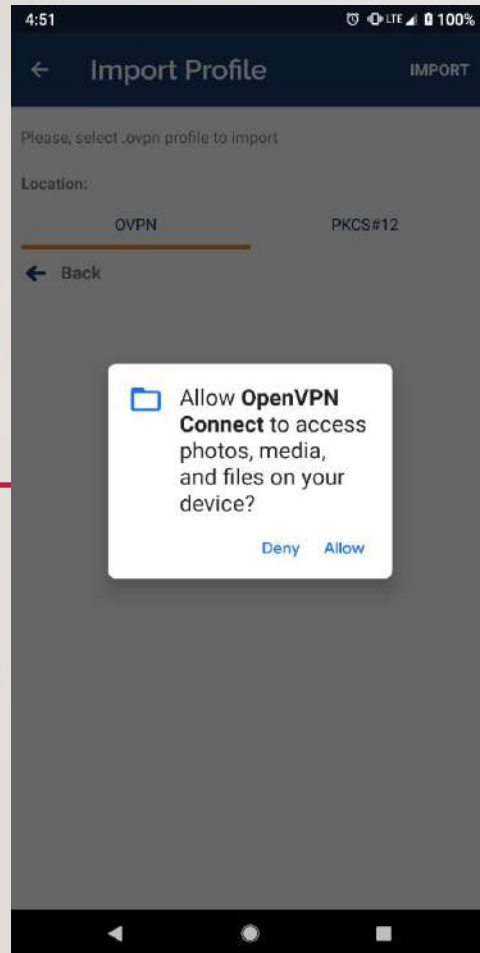 4:51 LTE 100%
Import Profile IMPORT
Please, select .ovpn profile to import
Location:
OVPN PKCS#12
Back
Allow OpenVPN
Connect to access
photos, media,
and files on your
device?
Deny Allow